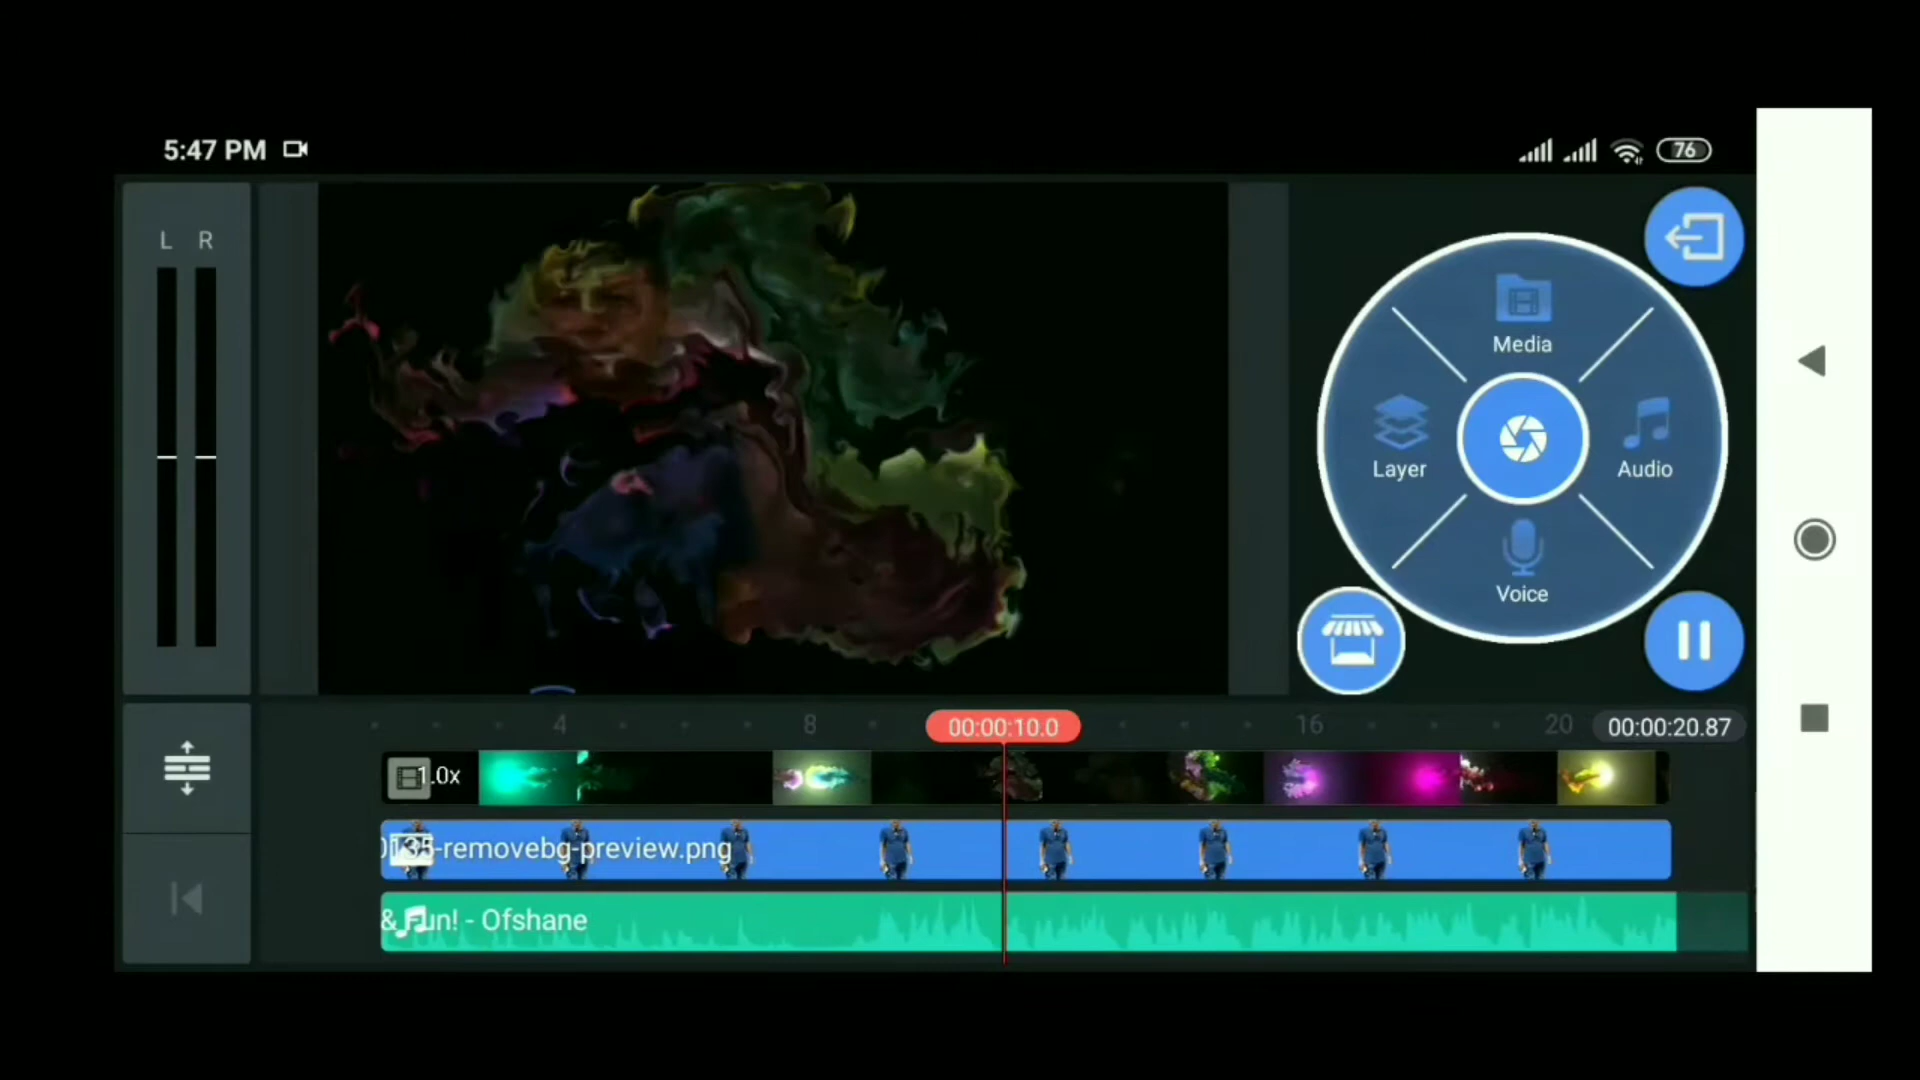 5:47 PM
76
L R
Media
Layer
Audio
Voice
4
8
00:00:10.0
16
20
00:00:20.87
1.0x
-removebg-preview.png
& Fun! - Ofshane